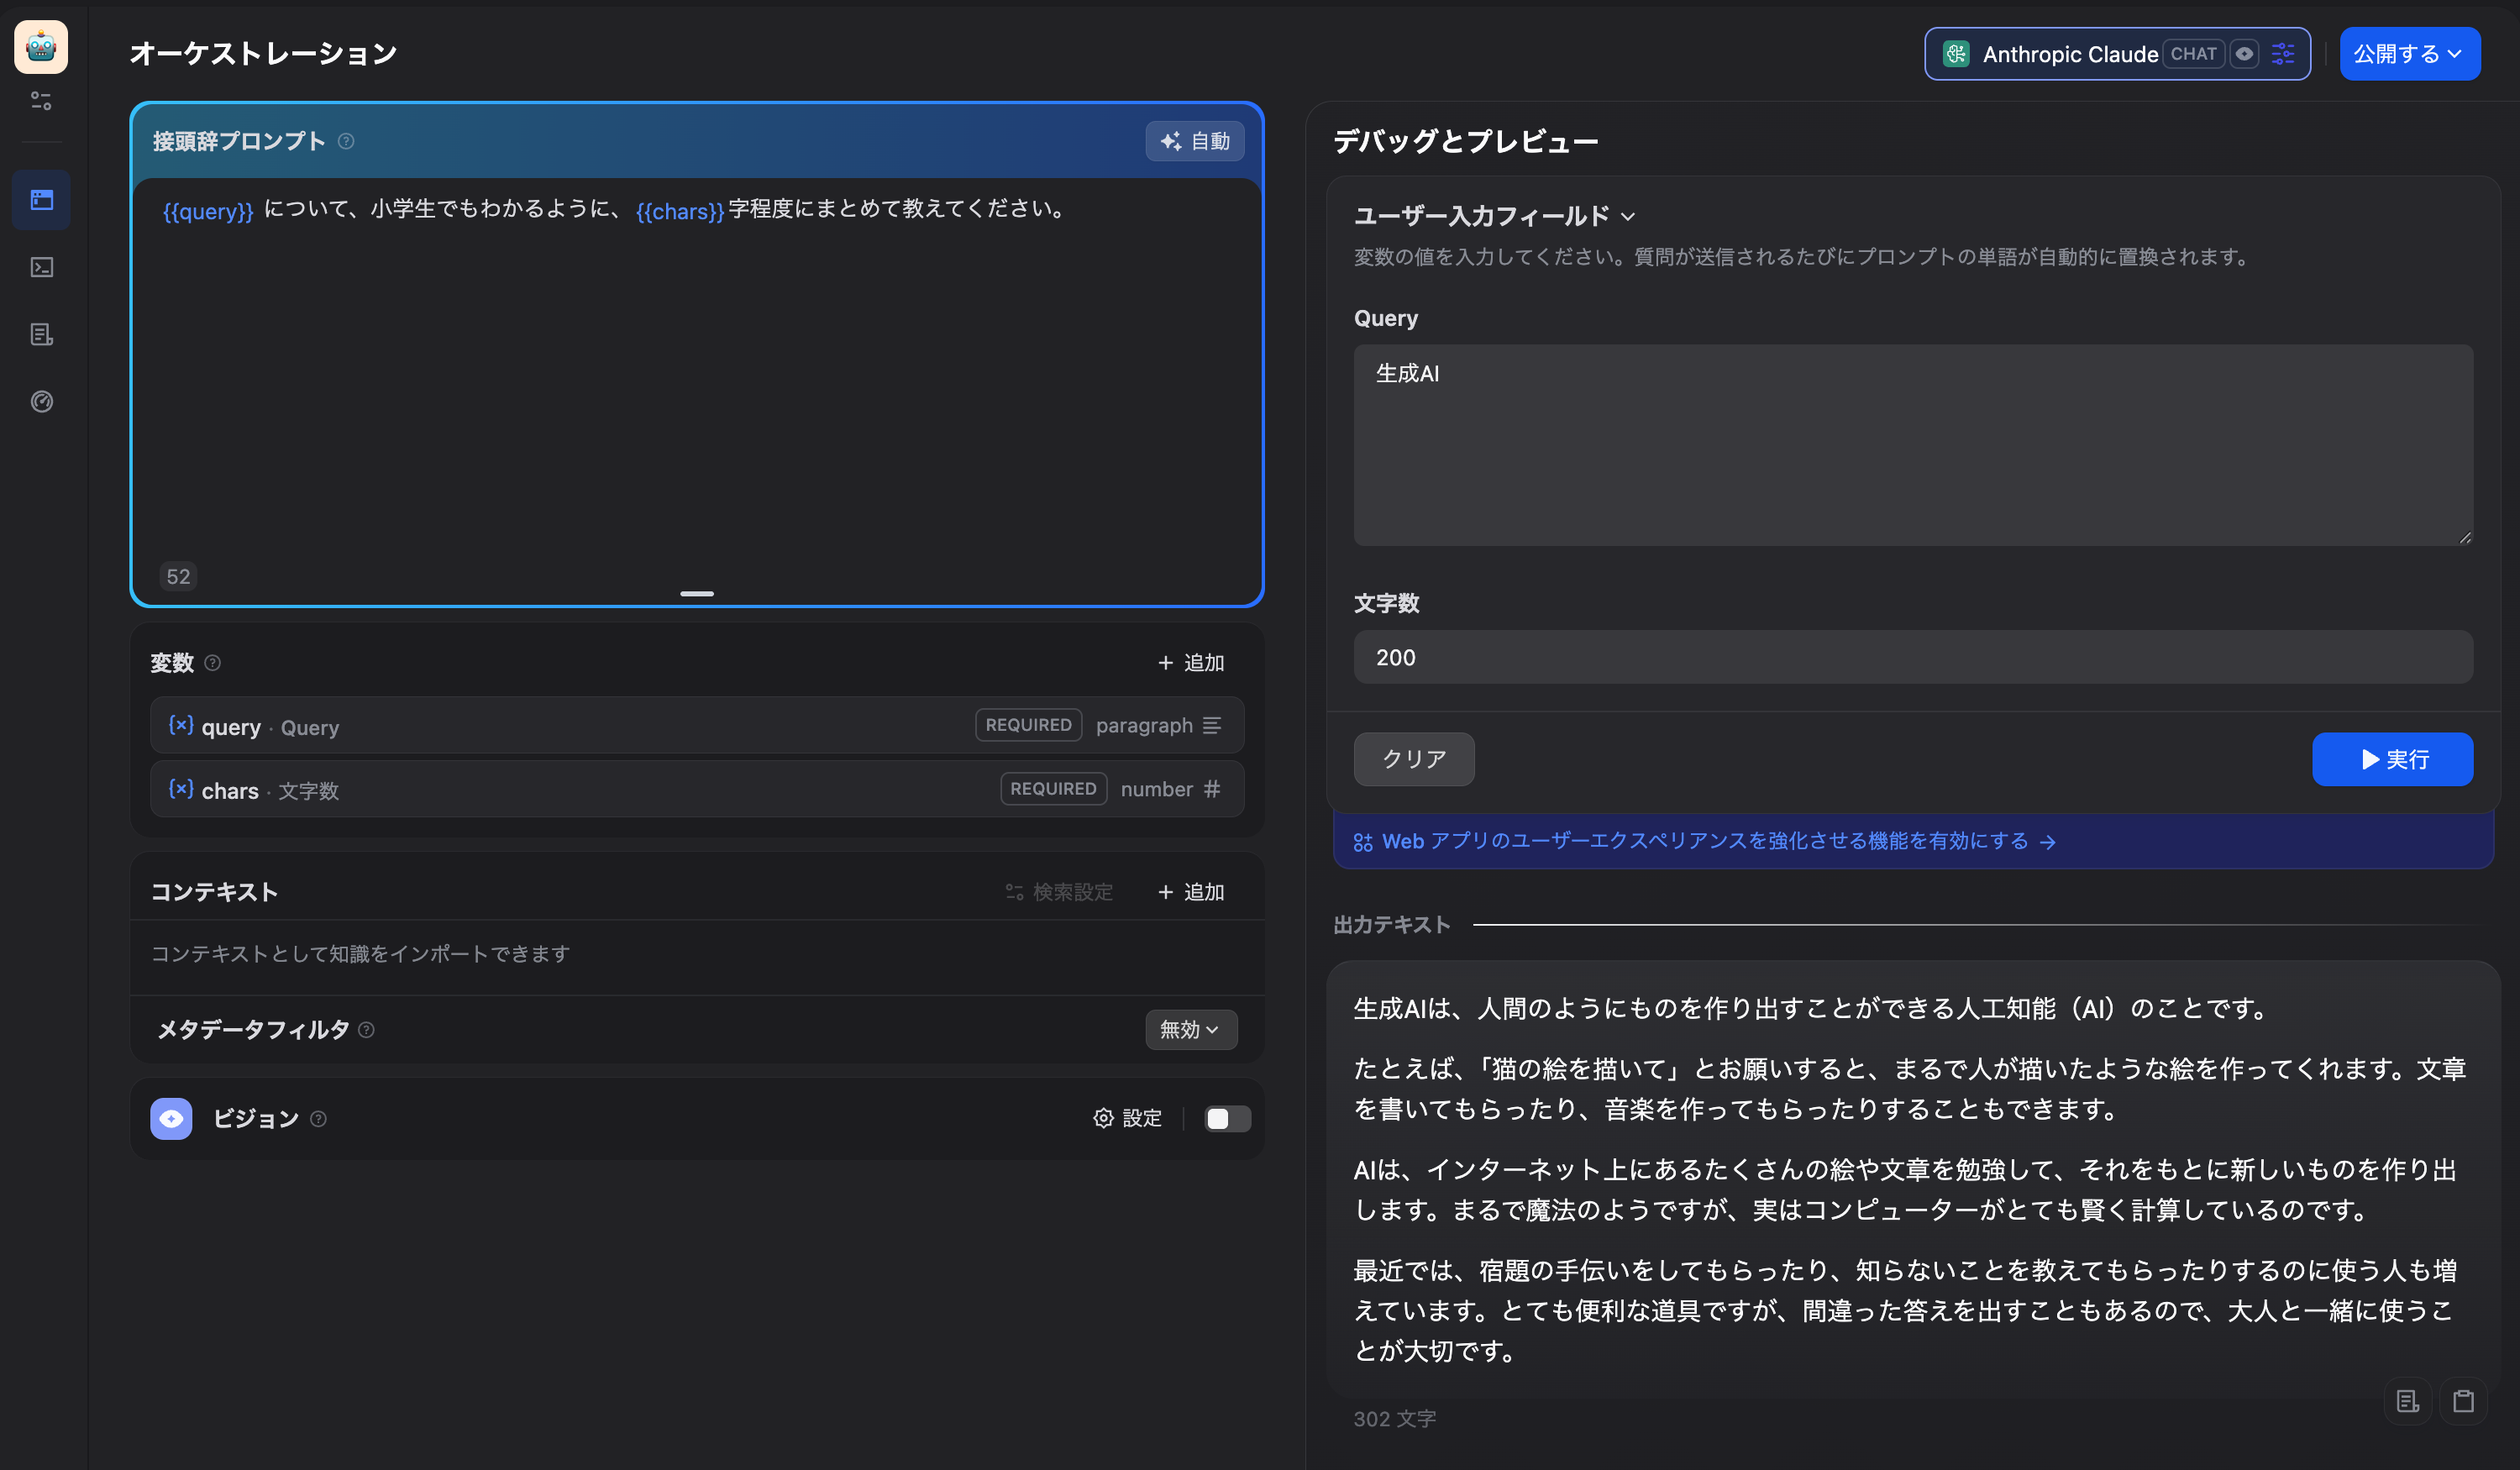 オーケストレーション
Anthropic Claude CHAT
公開する
接頭辞プロンプト
自動
{{query}} について、小学生でもわかるように、 {{chars}}字程度にまとめて教えてください。
52
変数
+ 追加
{x} query · Query REQUIRED paragraph
{x} chars · 文字数 REQUIRED number #
コンテキスト
検索設定
+ 追加
コンテキストとして知識をインポートできます
メタデータフィルタ
無効
ビジョン
設定
デバッグとプレビュー
ユーザー入力フィールド
変数の値を入力してください。質問が送信されるたびにプロンプトの単語が自動的に置換されます。
Query
生成AI
文字数
200
クリア
実行
Web アプリのユーザーエクスペリアンスを強化させる機能を有効にする →
出力テキスト
生成AIは、人間のようにものを作り出すことができる人工知能（AI）のことです。
たとえば、「猫の絵を描いて」とお願いすると、まるで人が描いたような絵を作ってくれます。文章
を書いてもらったり、音楽を作ってもらったりすることもできます。
AIは、インターネット上にあるたくさんの絵や文章を勉強して、それをもとに新しいものを作り出
します。まるで魔法のようですが、実はコンピューターがとても賢く計算しているのです。
最近では、宿題の手伝いをしてもらったり、知らないことを教えてもらったりするのに使う人も増
えています。とても便利な道具ですが、間違った答えを出すこともあるので、大人と一緒に使うこ
とが大切です。
302 文字